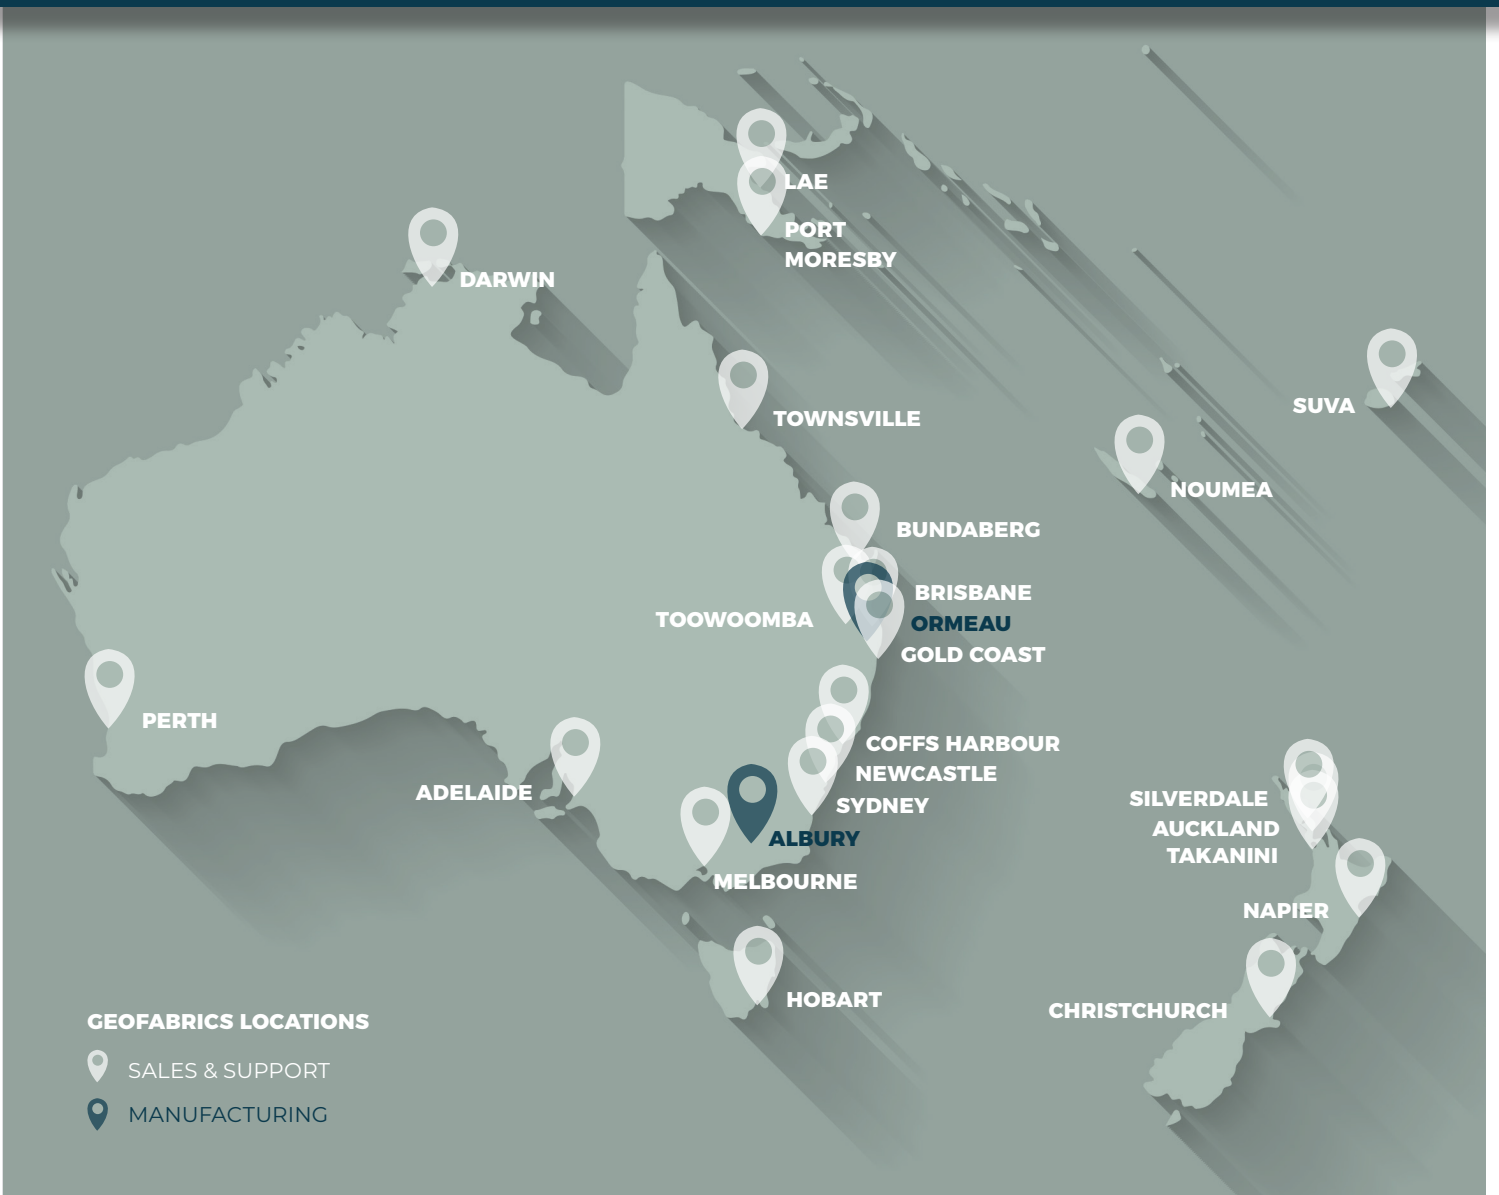 LAE
PORT
MORESBY
DARWIN
SUVA
TOWNSVILLE
NOUMEA
BUNDABERG
BRISBANE
TOOWOOMBA
ORMEAU
GOLD COAST
PERTH
COFFS HARBOUR
NEWCASTLE
ADELAIDE
SYDNEY
SILVERDALE
AUCKLAND
ALBURY
TAKANINI
MELBOURNE
NAPIER
HOBART
CHRISTCHURCH
GEOFABRICS LOCATIONS
SALES & SUPPORT
MANUFACTURING